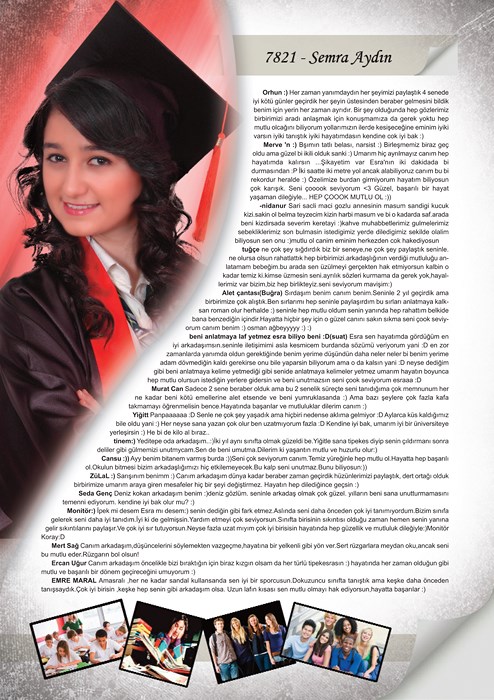 7821 - Semra Aydın
Orhun :) Her zaman yanımdaydın her şeyimizi paylaştık 4 senede
iyi kötü günler geçirdik her şeyin üstesinden beraber gelmesini bildik
benim için yerin her zaman ayrıdır. Bir şey olduğunda hep gözlerimiz
birbirimizi aradı anlaşmak için konuşmamıza da gerek yoktu hep
mutlu olcağını biliyorum yollarımızın ilerde kesişeceğine eminim iyiki
varsın iyiki tanıştık iyiki hayatımdasın kendine cok iyi bak :)
Merve 'n :) Bşımın tatlı belası, narsist :) Birleşmemiz biraz geç
oldu ama güzel bi ikili olduk sanki :) Umarım hiç ayrılmayız canım hep
hayatımda kalırsın ...Şikayetim var Esra'nın iki dakidada bi
durmasından :P İki saatte iki metre yol ancak alabiliyoruz canım bu bi
rekordur heralde :) Özelimize burdan girmiyorum hayatım biliyosun
çok karışık. Seni çooook seviyorum <3 Güzel, başarılı bir hayat
yaşaman dileğiyle... HEP ÇOOOK MUTLU OL :))
-nidanur Sari sacli maci gozlu annesinin masum sandigi kucuk
kizi.sakin ol belma teyzecim kizin harbi masum ve bi o kadarda saf.arada
beni kizdirsada severim keretayi :)kahve muhabbetlerimiz gulmelerimiz
sebekliklerimiz son bulmasin istedigimiz yerde diledigimiz sekilde olalim
biliyosun sen onu :)mutlu ol canim eminim herkezden cok hakediyosun
tuğçe ne çok şey sığdırdık biz bir seneye,ne çok şey paylaştık seninle.
ne olursa olsun rahatlattık hep birbirimizi.arkadaşlığının verdiği mutluluğu an-
latamam bebeğim.bu arada sen üzülmeyi gerçekten hak etmiyorsun kalbin o
kadar temiz ki.kimse üzmesin seni.ayrılık sözleri kurmama da gerek yok,hayal-
lerimiz var bizim,biz hep birlikteyiz.seni seviyorum mavişim:)
Alet çantası(Buğra) Sırdaşım benim canım benim.Seninle 2 yıl geçirdik ama
birbirimize çok alıştık.Ben sırlarımı hep seninle paylaşırdım bu sırları anlatmaya kalk-
san roman olur herhalde :) seninle yoktum senin yanında hep rahattım belkide
bana benzediğin içindir.Hayatta hiçbir şey için o güzel canını sakın sıkma seni çook seviy-
orum canım benim :) osman ağbeyyyy :) :)
beni anlatmaya laf yetmez esra biliyo beni :D(suat) Esra sen hayatımda gördüğüm en
iyi arkadaşımsın.seninle iletişimimi asla kesmicem burdanda sözümü veriyorum yani :D en zor
zamanlarda yanımda oldun gerektiğinde benim yerime düşündün daha neler neler bi benim yerime
adam dövmediğin kaldı gerekirse onu bile yaparsın biliyorum ama o da kalsın yani :D neyse dediğim
gibi beni anlatmaya kelime yetmediği gibi senide anlatmaya kelimeler yetmez umarım hayatın boyunca
hep mutlu olursun istediğin yerlere gidersin ve beni unutmazsın seni çook seviyorum esraaa :D
Murat Can Sadece 2 sene beraber olduk ama bu 2 senelik süreçte seni tanıdığıma çok memnunum her
ne kadar beni kötü emellerine alet etsende ve beni yumruklasanda :) Ama bazı şeylere çok fazla kafa
takmamayı öğrenmelisin bence.Hayatında başarılar ve mutluluklar dilerim canım :)
Yiğitt Panpaaaaaa :D Senle ne çok şey yaşadık ama hiçbiri nedense aklıma gelmiyor :D Aylarca küs kaldığımız
bile oldu yani :) Her neyse sana yazan çok olur ben uzatmıyorum fazla :D Kendine iyi bak, umarım iyi bir üniversiteye
yerleşirsin :) He bi de kilo al biraz..
tinem:) Yeditepe oda arkadaşım..:)İki yıl aynı sınıfta olmak güzeldi be.Yiğitle sana tipekes diyip senin çıldırmanı sonra
deliler gibi gülmemizi unutmıycam.Sen de beni unutma.Dilerim ki yaşantın mutlu ve huzurlu olur:)
Cansu :)) Ayy benim bitanem varmış burda :))Seni çok seviyorum canım.Temiz yüreğinle hep mutlu ol.Hayatta hep başarılı
ol.Okulun bitmesi bizim arkadaşlığımızı hiç etkilemeyecek.Bu kalp seni unutmaz.Bunu biliyosun:))
ZüLaL :) Sarışınım benimm :) Canım arkadaşım dünya kadar beraber zaman geçirdik hüzünlerimizi paylaştık, dert ortağı olduk
birbirimize umarım araya giren mesafeler hiç bir şeyi değiştirmez. Hayatın hep dilediğince geçsin :)
Seda Genç Deniz kokan arkadaşım benim :)deniz gözlüm. seninle arkadaş olmak çok güzel. yılların beni sana unutturmamasını
temenni ediyorum. kendine iyi bak olur mu? :)
Monitör:) İpek mi desem Esra mı desem:) senin dediğin gibi fark etmez.Aslında seni daha önceden çok iyi tanımıyordum.Bizim sınıfa
gelerek seni daha iyi tanıdım.İyi ki de gelmişsin.Yardım etmeyi çok seviyorsun.Sınıfta birisinin sıkıntısı olduğu zaman hemen senin yanına
gelir sıkıntılarını paylaşır.Ve çok iyi sır tutuyorsun.Neyse fazla uzat mıyım çok iyi birisisin hayatında hep güzellik ve mutluluk dileğiyle :)Monitör
Koray:D
Mert Sağ Canım arkadaşım,düşüncelerini söylemekten vazgeçme,hayatına bir yelkenli gibi yön ver.Sert rüzgarlara meydan oku,ancak seni
bu mutlu eder.Rüzgarın bol olsun!
Ercan Uğur Canım arkadaşım öncelikle bizi bıraktığın için biraz kızgın olsam da her türlü tipekesrasın :) hayatında her zaman olduğun gibi
mutlu ve başarılı bir dönem geçireceğini umuyorum :)
EMRE MARAL Amasralı ,her ne kadar sandal kullansanda sen iyi bir sporcusun.Dokuzuncu sınıfta tanıştık ama keşke daha önceden
tanışsaydık.Çok iyi birisin ,keşke hep senin gibi arkadaşım olsa. Uzun lafın kısası sen mutlu olmayı hak ediyorsun,hayatta başarılar :)